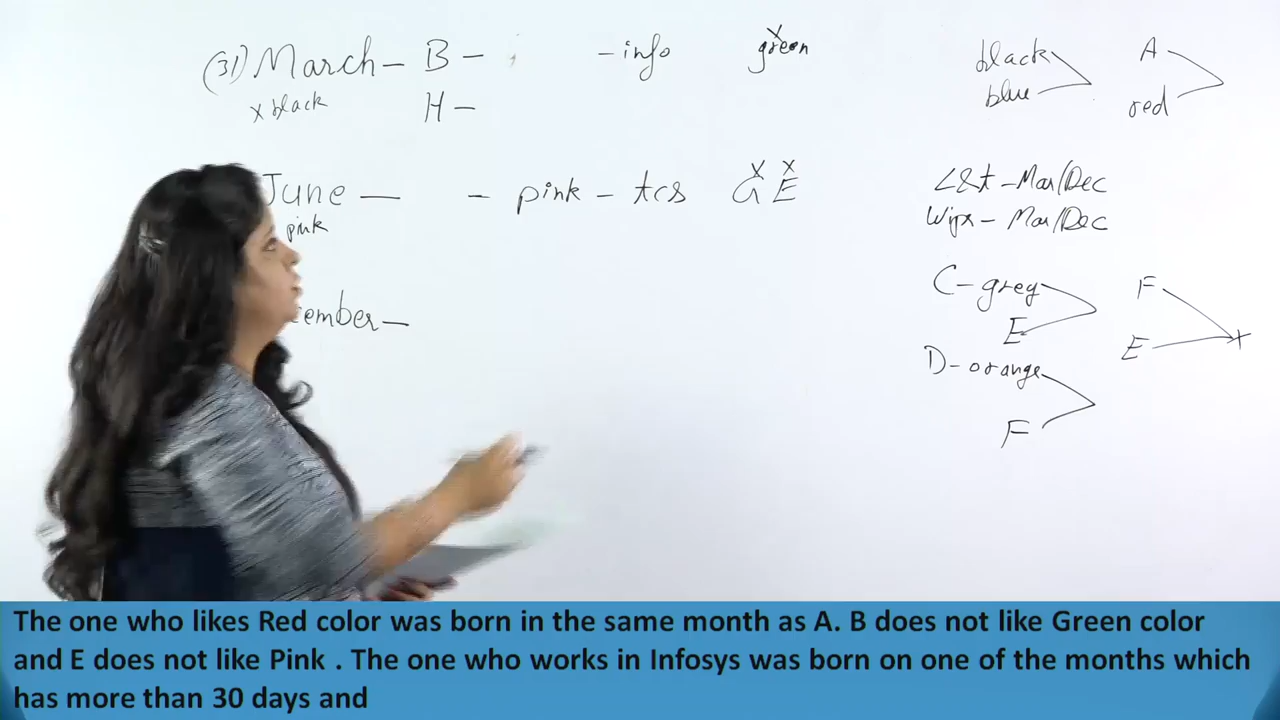 (31) March - B - - info green x
x black H -
June - - pink - tcs G x E x
pink
cember -
black
blue
A
red
L&t - Mar/Dec
Wipr - Mar/Dec
C - grey
E
F
E x
D - orange
F
The one who likes Red color was born in the same month as A. B does not like Green color
and E does not like Pink . The one who works in Infosys was born on one of the months which
has more than 30 days and